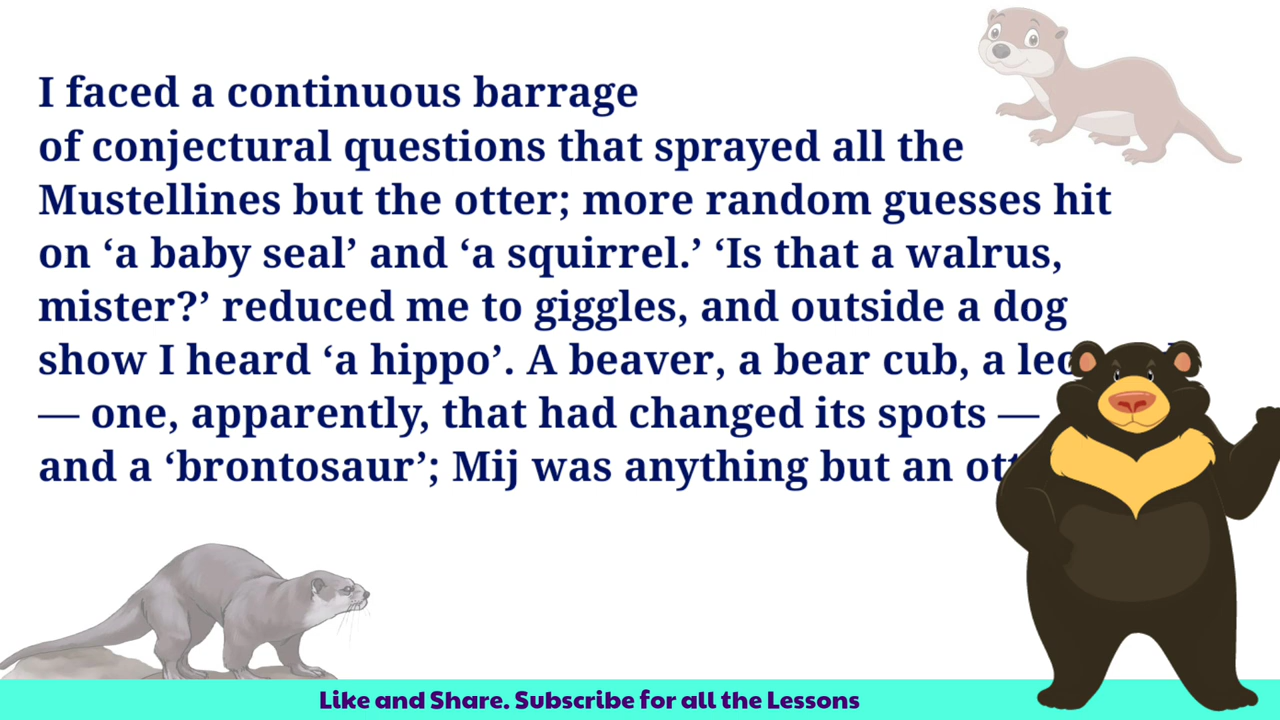 I faced a continuous barrage
of conjectural questions that sprayed all the
Mustellines but the otter; more random guesses hit
on ‘a baby seal’ and ‘a squirrel.’ ‘Is that a walrus,
mister?’ reduced me to giggles, and outside a dog
show I heard ‘a hippo’. A beaver, a bear cub, a
— one, apparently, that had changed its spots —
and a ‘brontosaur’; Mij was anything but an
Like and Share. Subscribe for all the Lessons